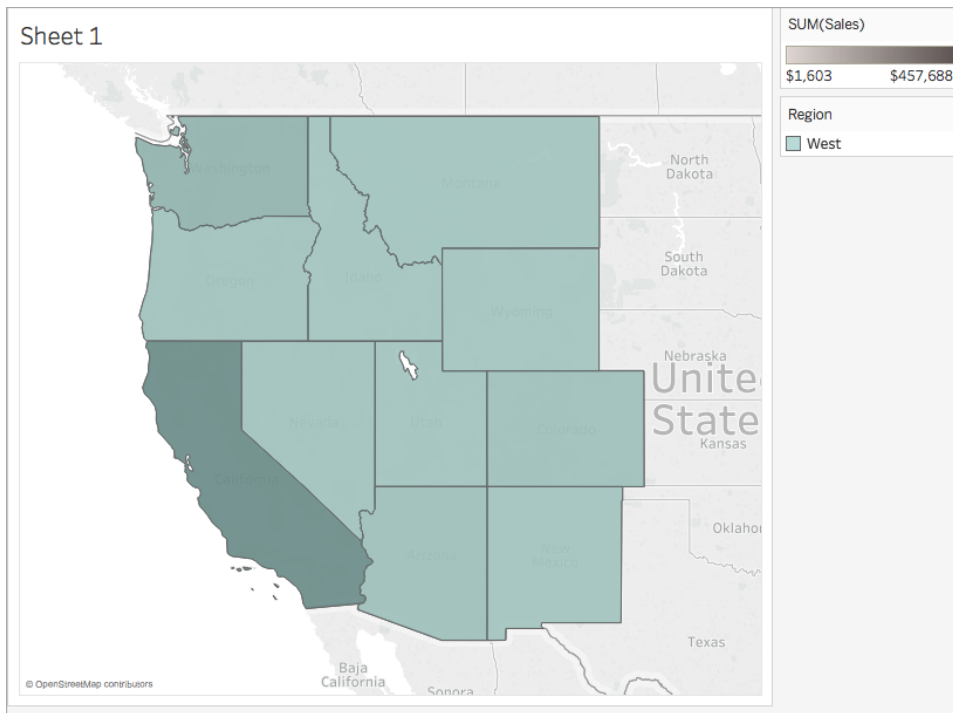 Sheet 1
SUM(Sales)
$1,603 $457,688
Region
West
Washington
Montana
North
Dakota
Oregon
Idaho
South
Dakota
Wyoming
Nebraska
Unite
State
Nevada
Utah
Colorado
Kansas
California
Arizona
New
Mexico
Oklaho
Texas
Baja
California
Sonora
© OpenStreetMap contributors